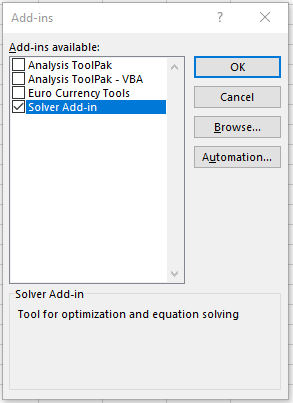 Add-ins
Add-ins available:
Analysis ToolPak
Analysis ToolPak - VBA
Euro Currency Tools
Solver Add-in
OK
Cancel
Browse...
Automation...
Solver Add-in
Tool for optimization and equation solving